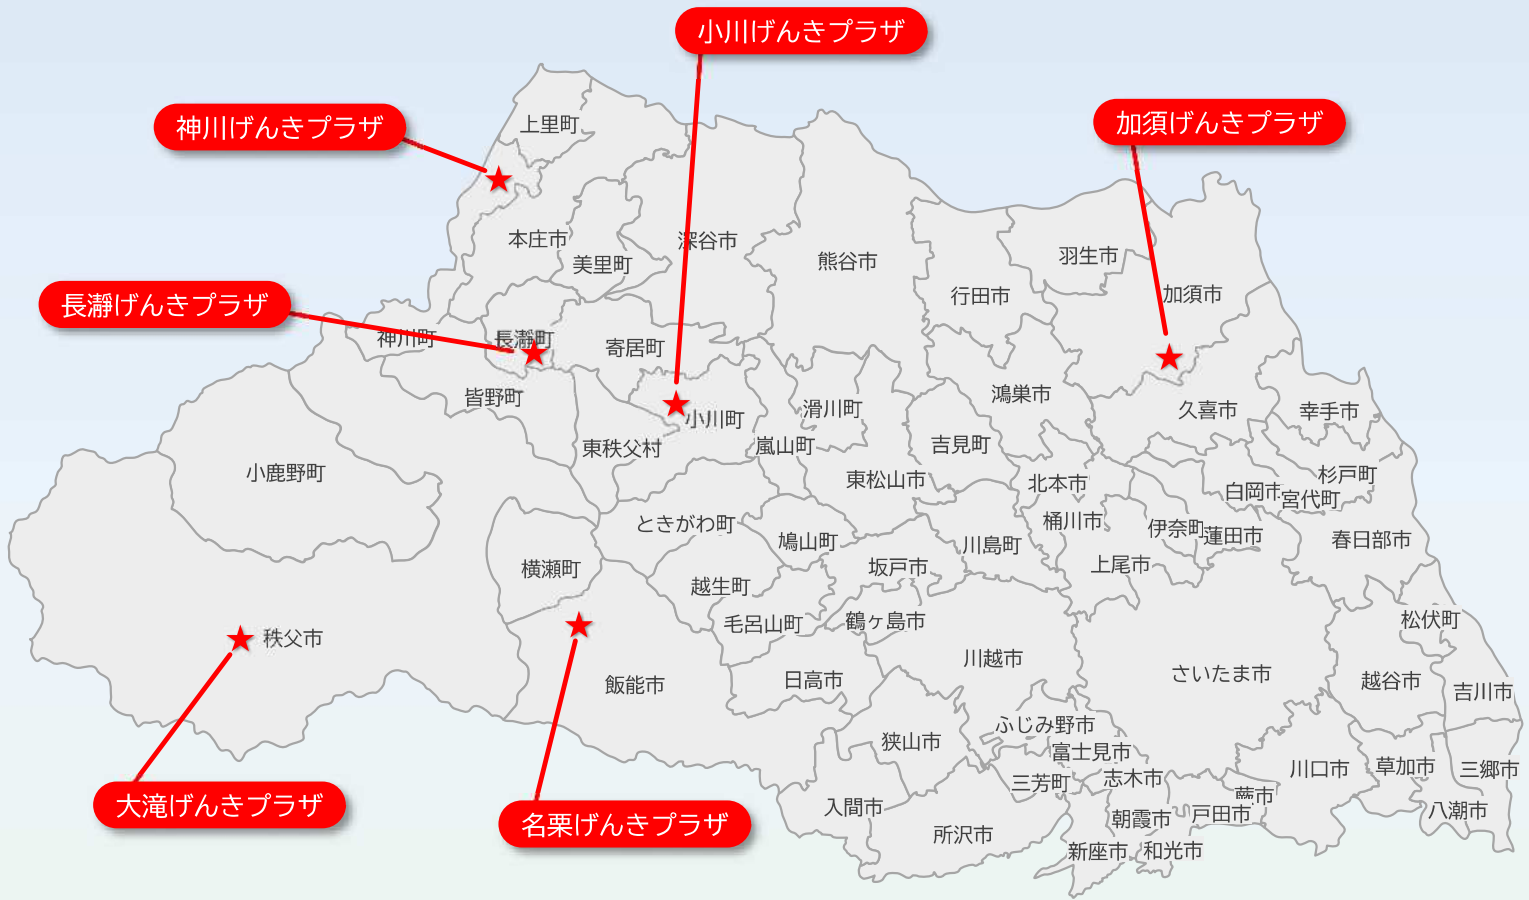 小川げんきプラザ
神川げんきプラザ
加須げんきプラザ
上里町
本庄市
深谷市
美里町
熊谷市
羽生市
行田市
加須市
長瀞げんきプラザ
神川町
長瀞町
寄居町
皆野町
小川町
滑川町
鴻巣市
久喜市
幸手市
東秩父村
嵐山町
吉見町
小鹿野町
東松山市
北本市
白岡市
杉戸町
宮代町
ときがわ町
鳩山町
川島町
桶川市
伊奈町
蓮田市
春日部市
横瀬町
越生町
坂戸市
上尾市
毛呂山町
鶴ヶ島市
松伏町
秩父市
飯能市
日高市
川越市
さいたま市
越谷市
吉川市
狭山市
ふじみ野市
富士見市
三芳町
志木市
川口市
草加市
三郷市
大滝げんきプラザ
名栗げんきプラザ
入間市
所沢市
朝霞市
戸田市
蕨市
八潮市
新座市
和光市